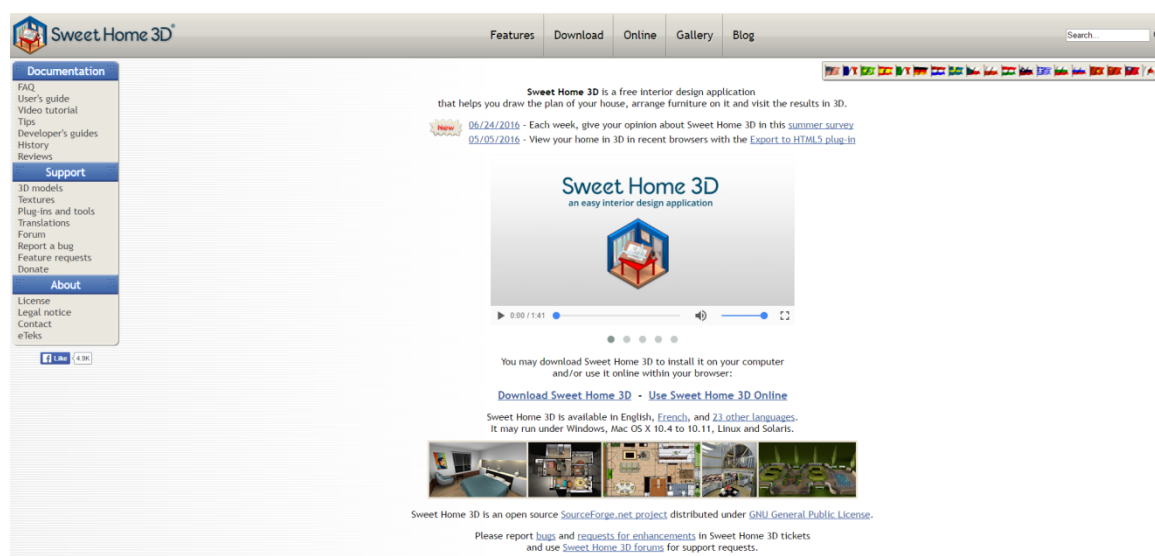 Sweet Home 3D
Features Download Online Gallery Blog
Search...
Documentation
FAQ
User's guide
Video tutorial
Tips
Developer's guides
History
Reviews
Support
3D models
Textures
Plug-ins and tools
Translations
Forum
Report a bug
Feature requests
Donate
About
License
Legal notice
Contact
eTeks
Like 4.9K
Sweet Home 3D is a free interior design application
that helps you draw the plan of your house, arrange furniture on it and visit the results in 3D.
New 06/24/2016 - Each week, give your opinion about Sweet Home 3D in this summer survey
05/05/2016 - View your home in 3D in recent browsers with the Export to HTML5 plug-in
Sweet Home 3D
an easy interior design application
0:00 / 1:41
You may download Sweet Home 3D to install it on your computer
and/or use it online within your browser:
Download Sweet Home 3D - Use Sweet Home 3D Online
Sweet Home 3D is available in English, French, and 23 other languages.
It may run under Windows, Mac OS X 10.4 to 10.11, Linux and Solaris.
Sweet Home 3D is an open source SourceForge.net project distributed under GNU General Public License.
Please report bugs and requests for enhancements in Sweet Home 3D tickets
and use Sweet Home 3D forums for support requests.